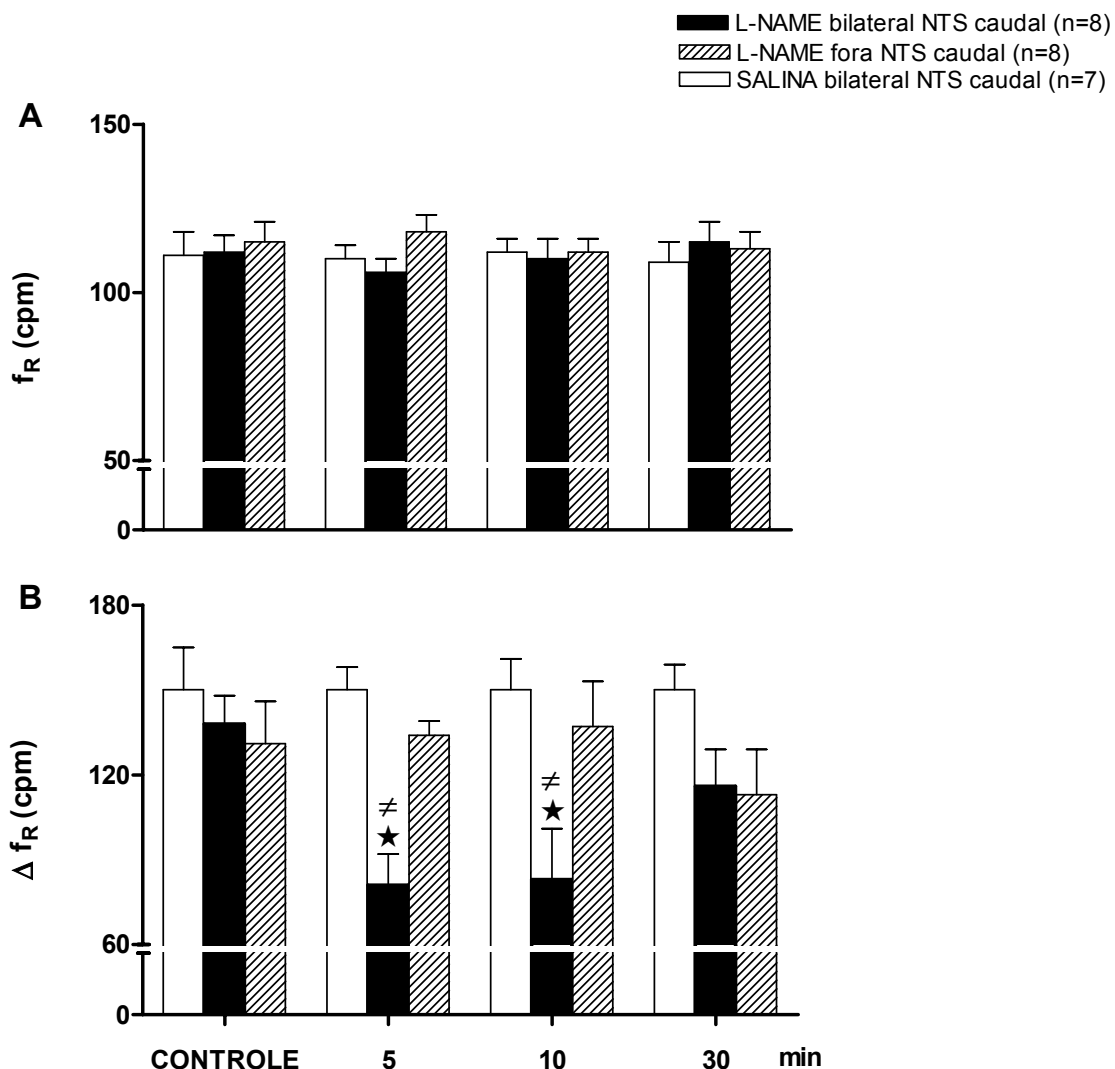 L-NAME bilateral NTS caudal (n=8)
L-NAME fora NTS caudal (n=8)
SALINA bilateral NTS caudal (n=7)
A
150
100
50
0
fR (cpm)
B
180
120
60
0
Δ fR (cpm)
≠
★
≠
★
CONTROLE 5 10 30 min